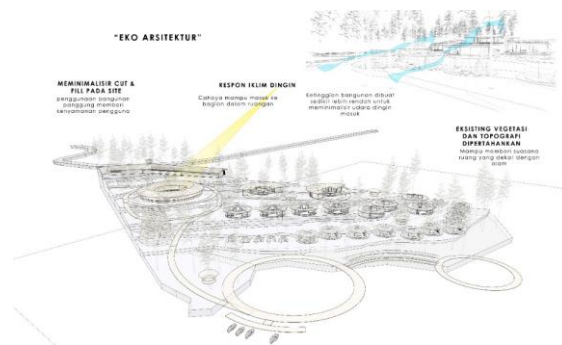 "EKO ARSITEKTUR"
MEMINIMALISIR CUT &
FILL PADA SITE
penggunaan bangunan
panggung memberi
kenyamanan pengguna
RESPON IKLIM DINGIN
Cahaya mampu masuk ke
bagian dalam ruangan
Ketinggian bangunan dibuat
sedikit lebih rendah untuk
meminimalisir udara dingin
masuk
EKSISTING VEGETASI
DAN TOPOGRAFI
DIPERTAHANKAN
Mampu memberi suasana
ruang yang dekat dengan
alam